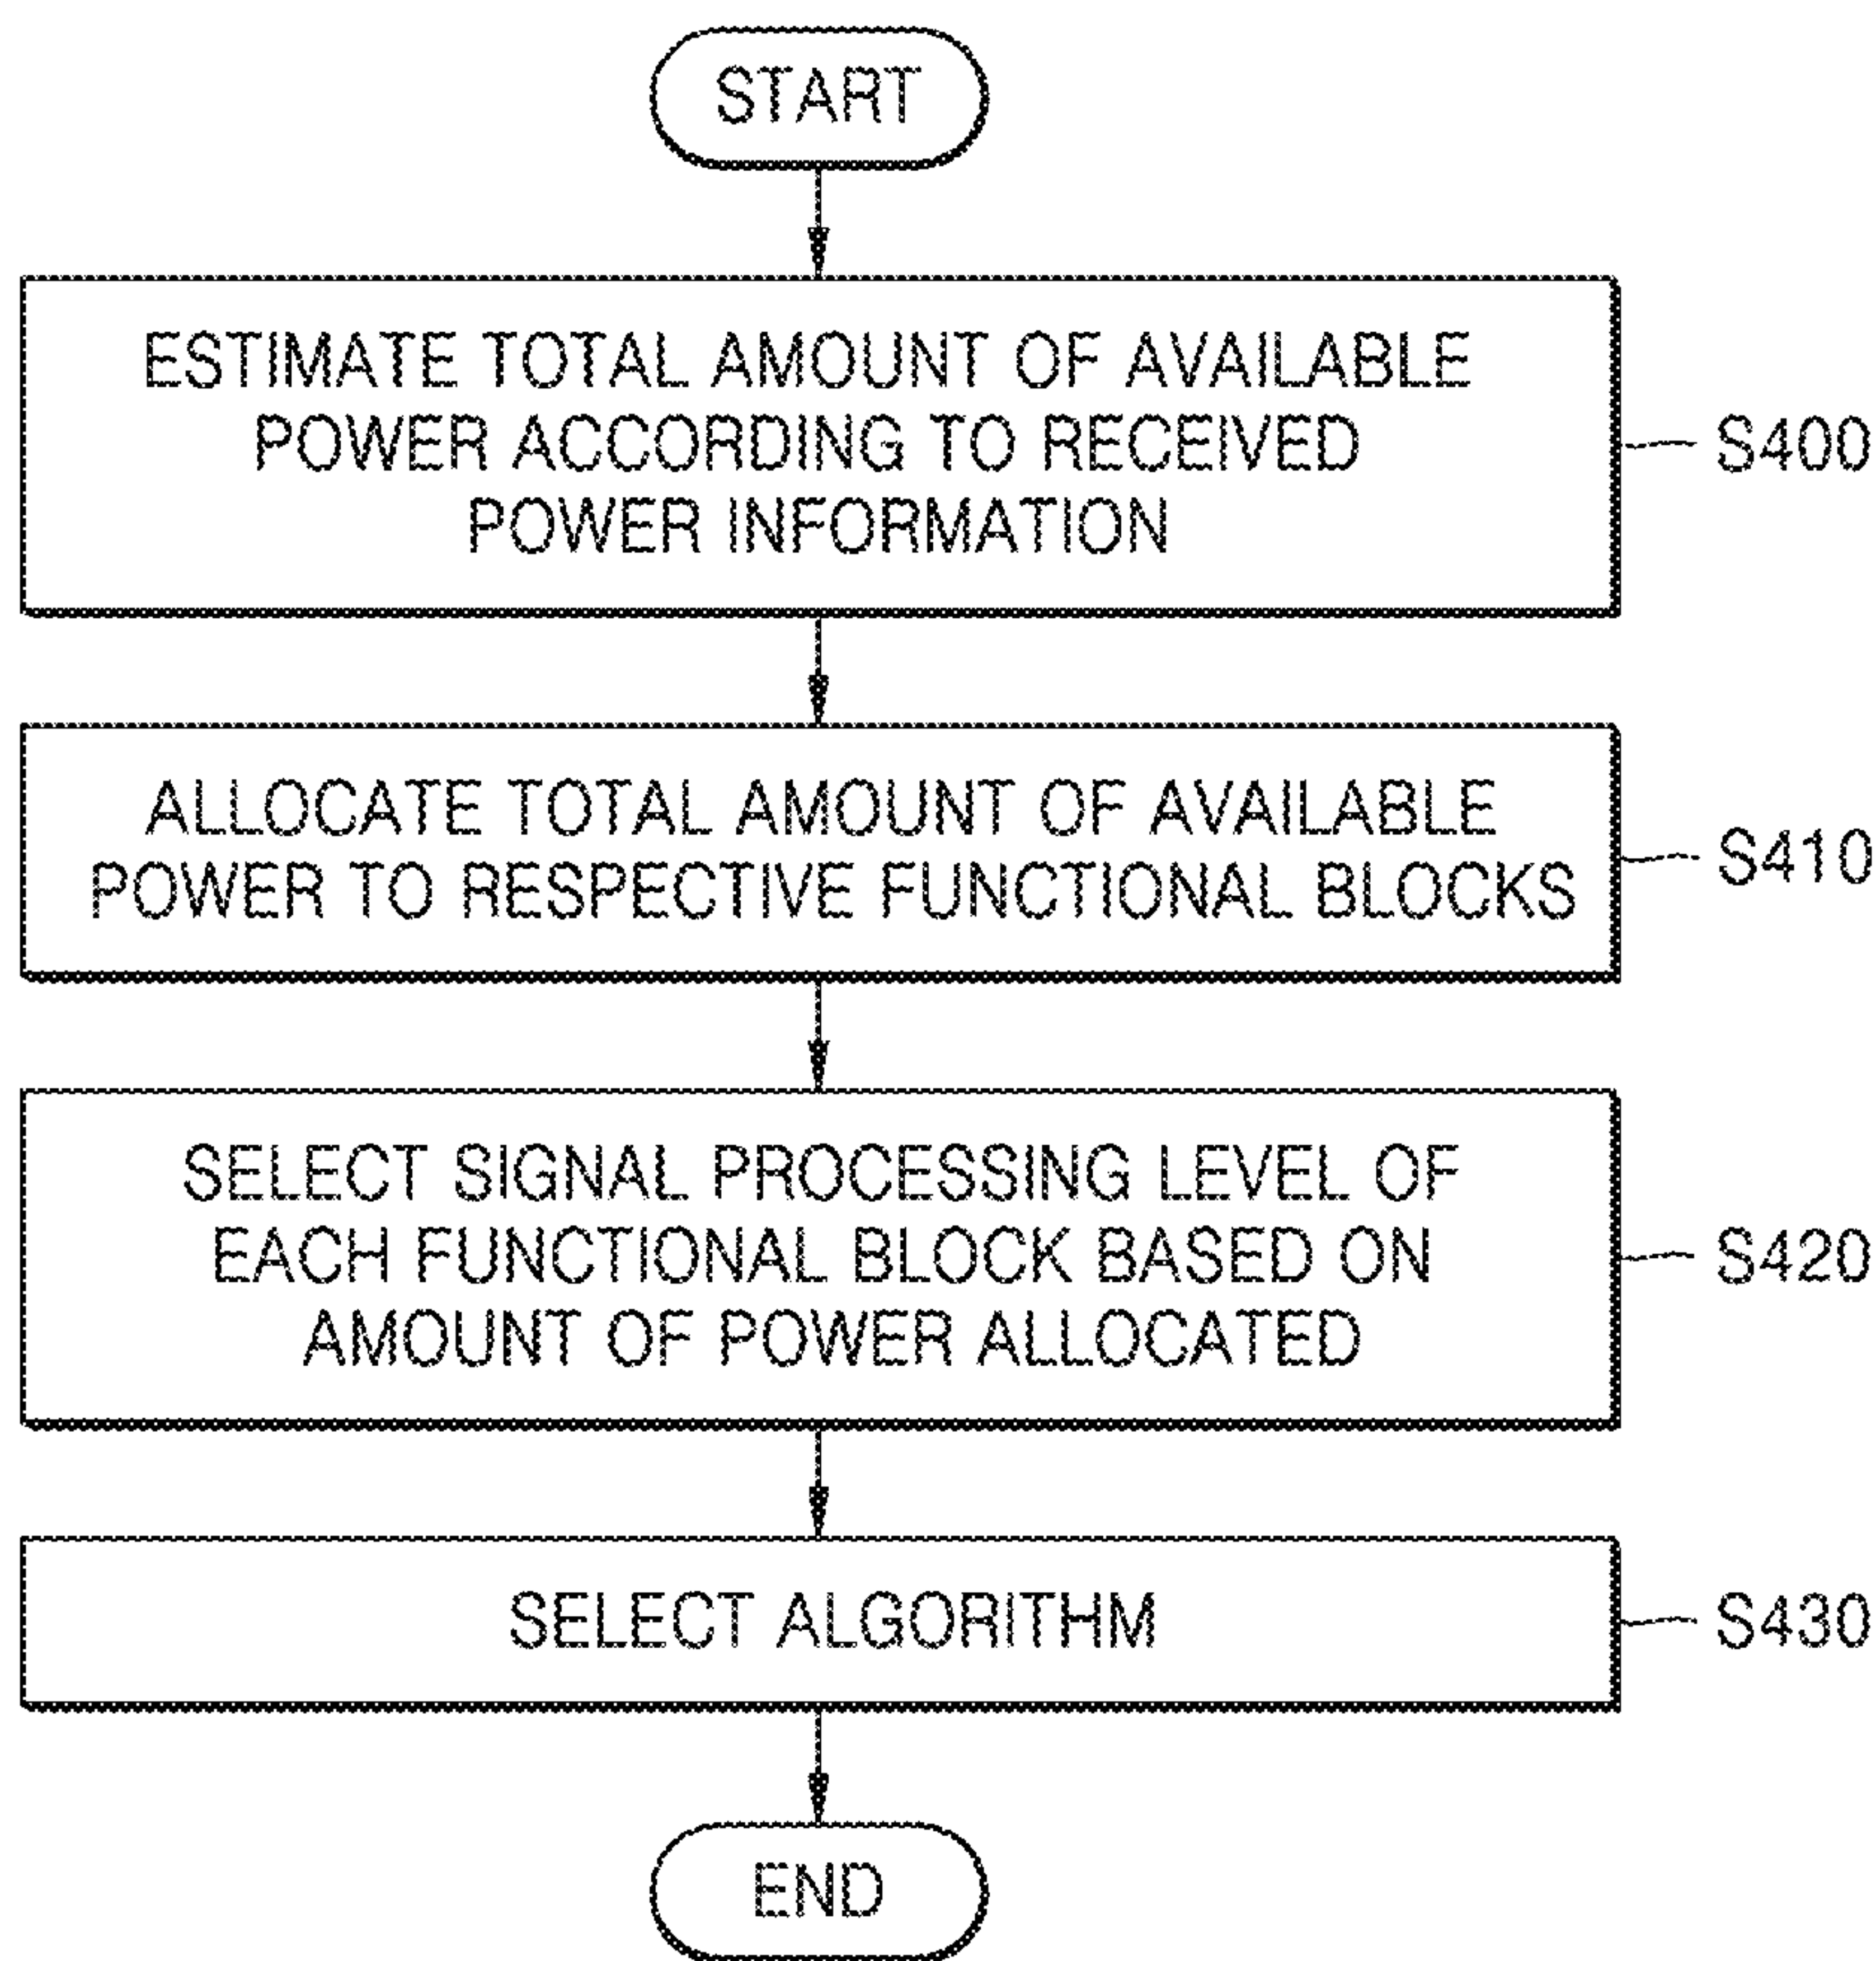 START
ESTIMATE TOTAL AMOUNT OF AVAILABLE
POWER ACCORDING TO RECEIVED
POWER INFORMATION
S400
ALLOCATE TOTAL AMOUNT OF AVAILABLE
POWER TO RESPECTIVE FUNCTIONAL BLOCKS
S410
SELECT SIGNAL PROCESSING LEVEL OF
EACH FUNCTIONAL BLOCK BASED ON
AMOUNT OF POWER ALLOCATED
S420
SELECT ALGORITHM
S430
END